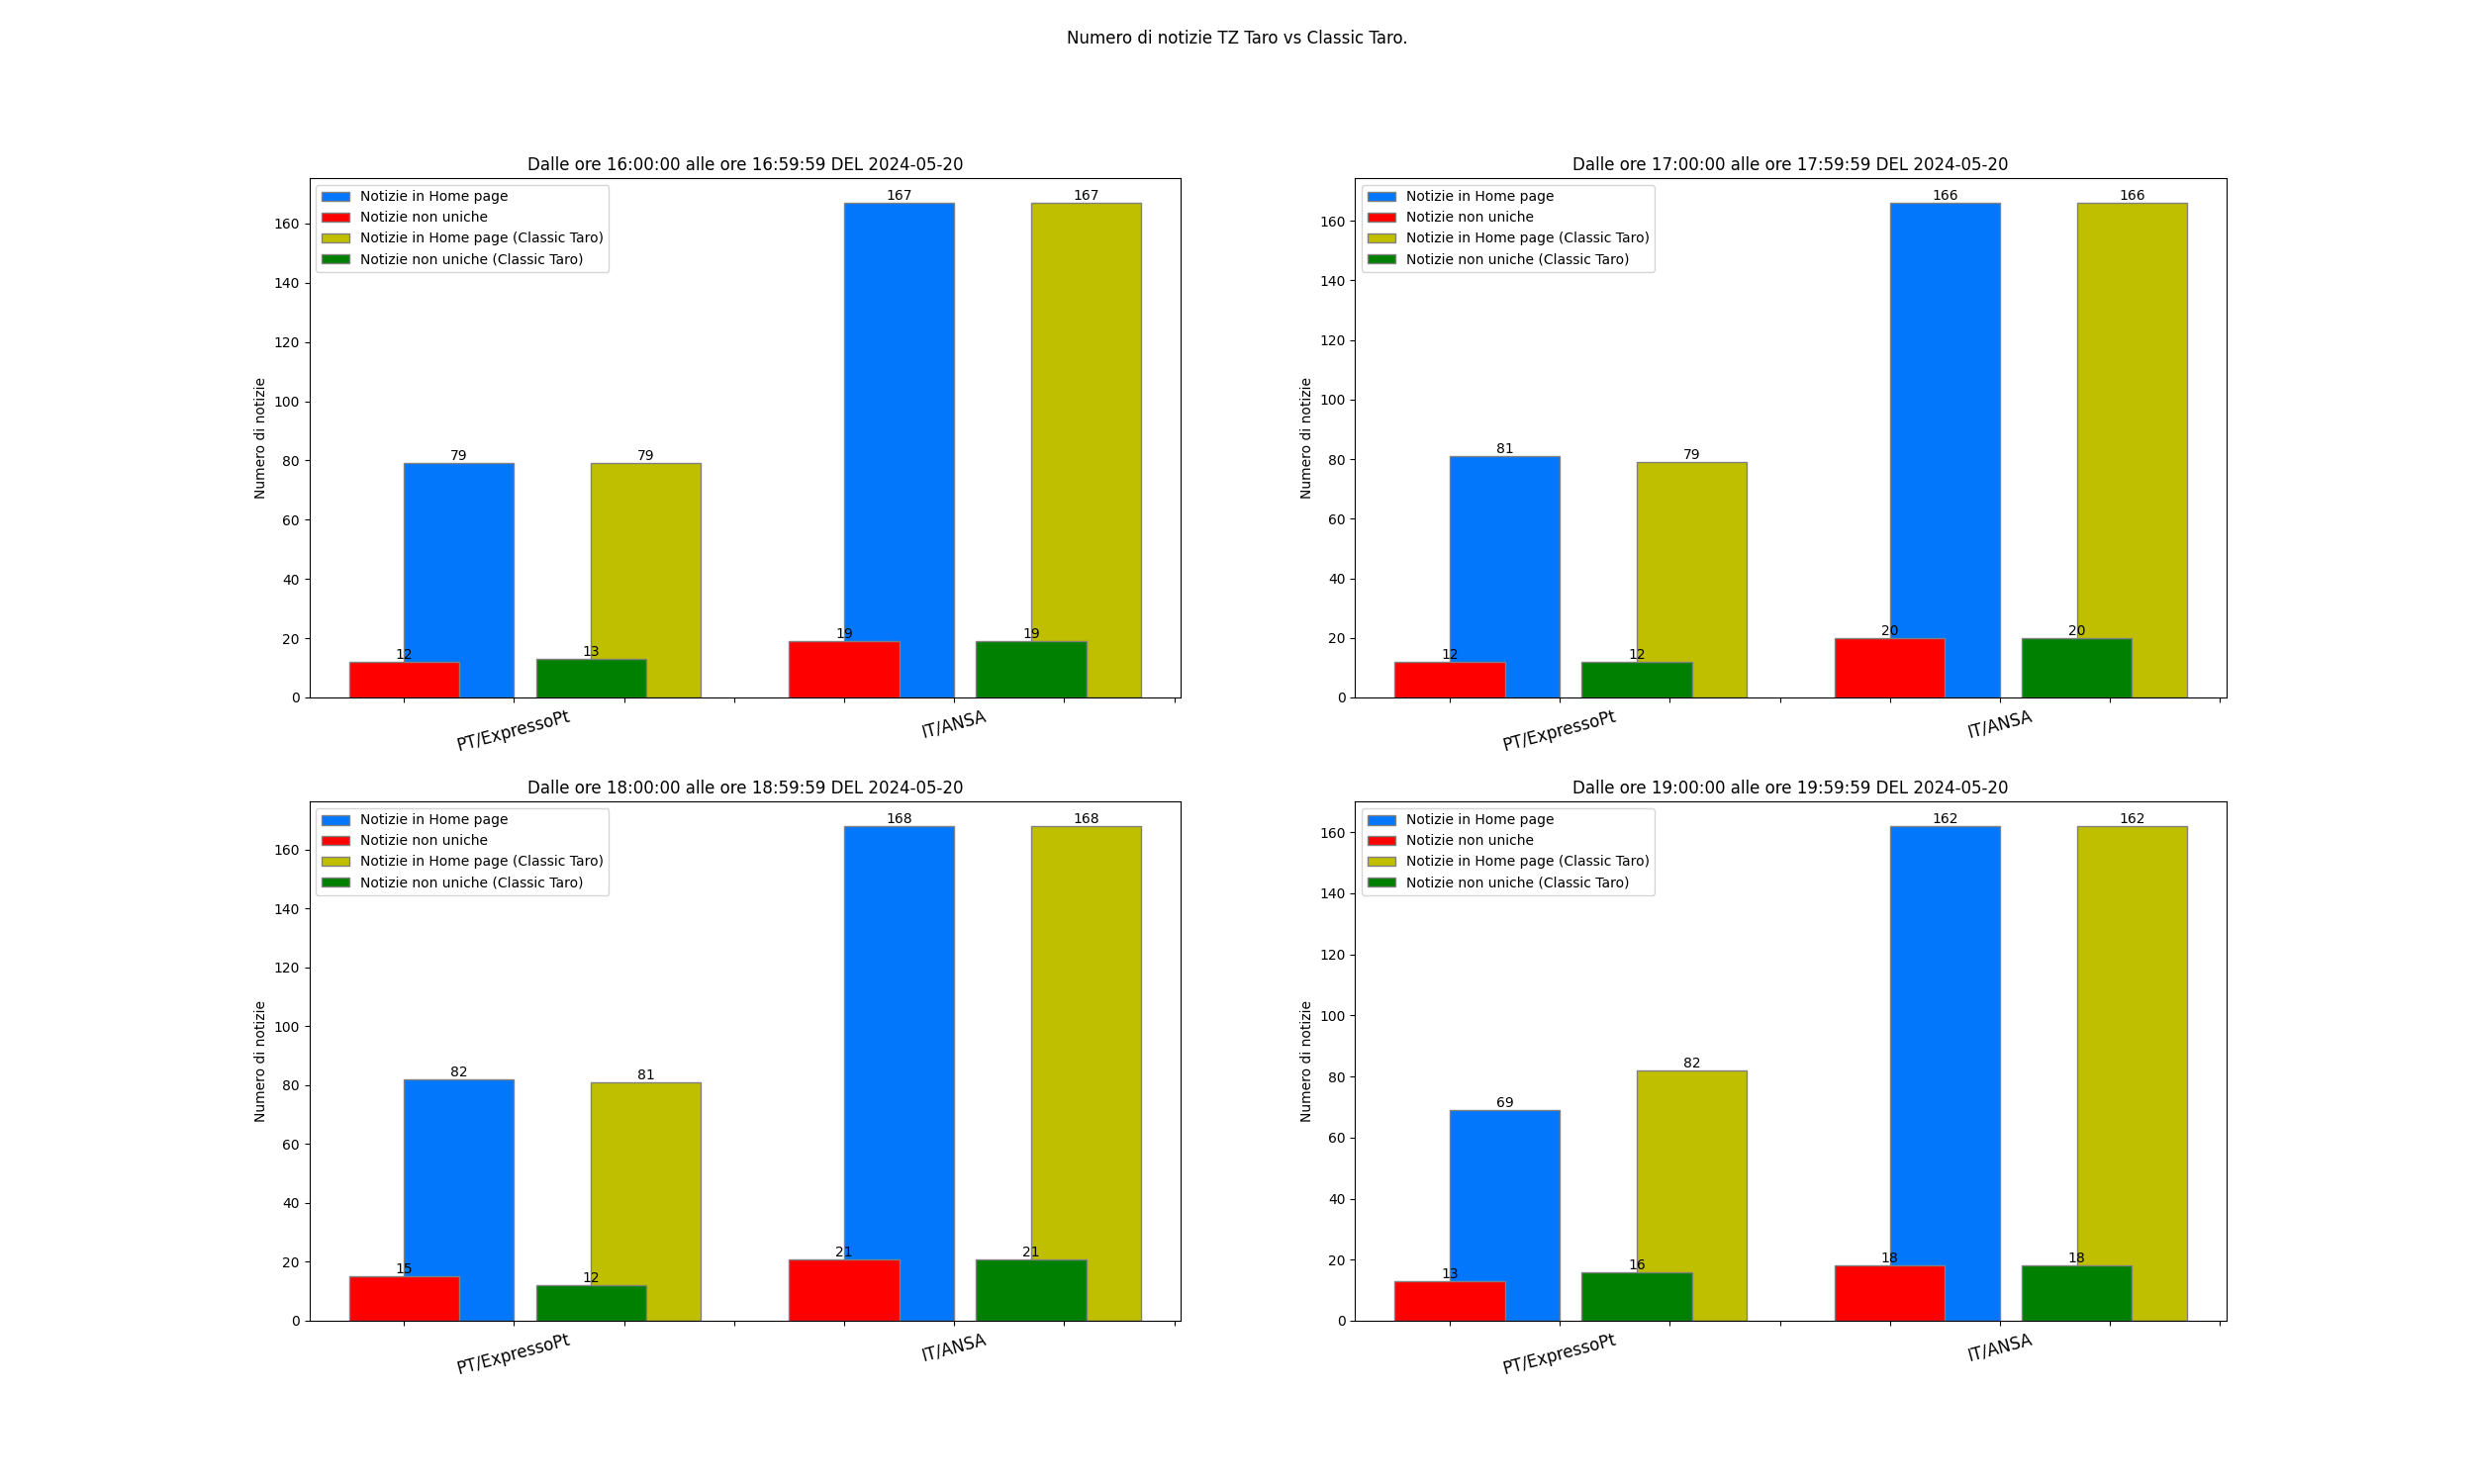 Numero di notizie TZ Taro vs Classic Taro.
Dalle ore 16:00:00 alle ore 16:59:59 DEL 2024-05-20
Notizie in Home page
Notizie non uniche
Notizie in Home page (Classic Taro)
Notizie non uniche (Classic Taro)
Numero di notizie
160
140
120
100
80
60
40
20
0
12
79
13
79
19
167
19
167
PT/ExpressoPt
IT/ANSA
Dalle ore 17:00:00 alle ore 17:59:59 DEL 2024-05-20
Notizie in Home page
Notizie non uniche
Notizie in Home page (Classic Taro)
Notizie non uniche (Classic Taro)
Numero di notizie
160
140
120
100
80
60
40
20
0
12
81
12
79
20
166
20
166
PT/ExpressoPt
IT/ANSA
Dalle ore 18:00:00 alle ore 18:59:59 DEL 2024-05-20
Notizie in Home page
Notizie non uniche
Notizie in Home page (Classic Taro)
Notizie non uniche (Classic Taro)
Numero di notizie
160
140
120
100
80
60
40
20
0
15
82
12
81
21
168
21
168
PT/ExpressoPt
IT/ANSA
Dalle ore 19:00:00 alle ore 19:59:59 DEL 2024-05-20
Notizie in Home page
Notizie non uniche
Notizie in Home page (Classic Taro)
Notizie non uniche (Classic Taro)
Numero di notizie
160
140
120
100
80
60
40
20
0
13
69
16
82
18
162
18
162
PT/ExpressoPt
IT/ANSA